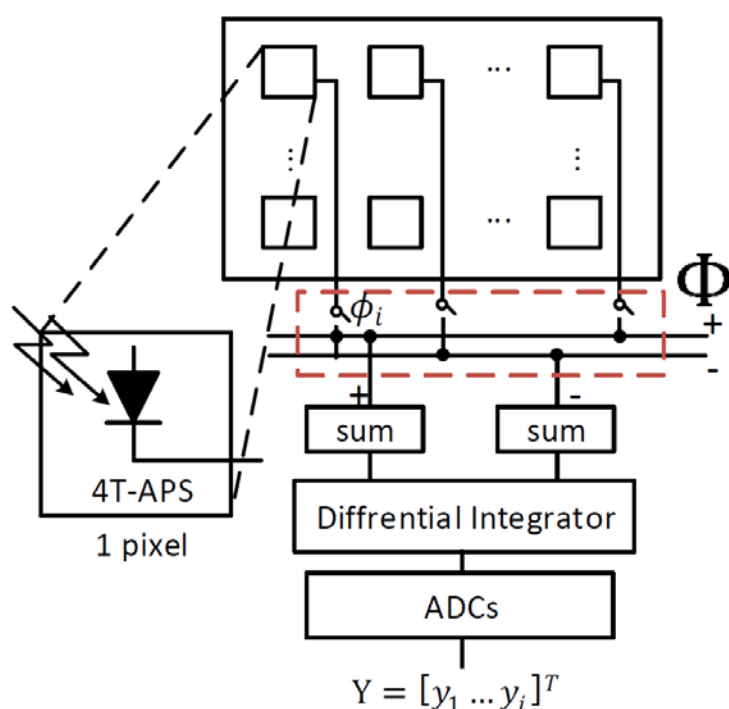 ...
⋮ ⋮
...
Φ
ϕᵢ
+
-
+ -
sum sum
4T-APS
1 pixel
Diffrential Integrator
ADCs
Y = [y₁ ... yᵢ]ᵀ